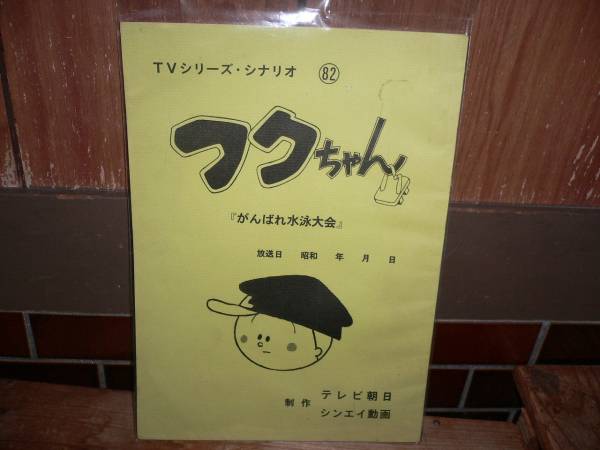 TVシリーズ・シナリオ ㊷
フクちゃん
『がんばれ水泳大会』
放送日 昭和 年 月 日
制作 テレビ朝日
シンエイ動画